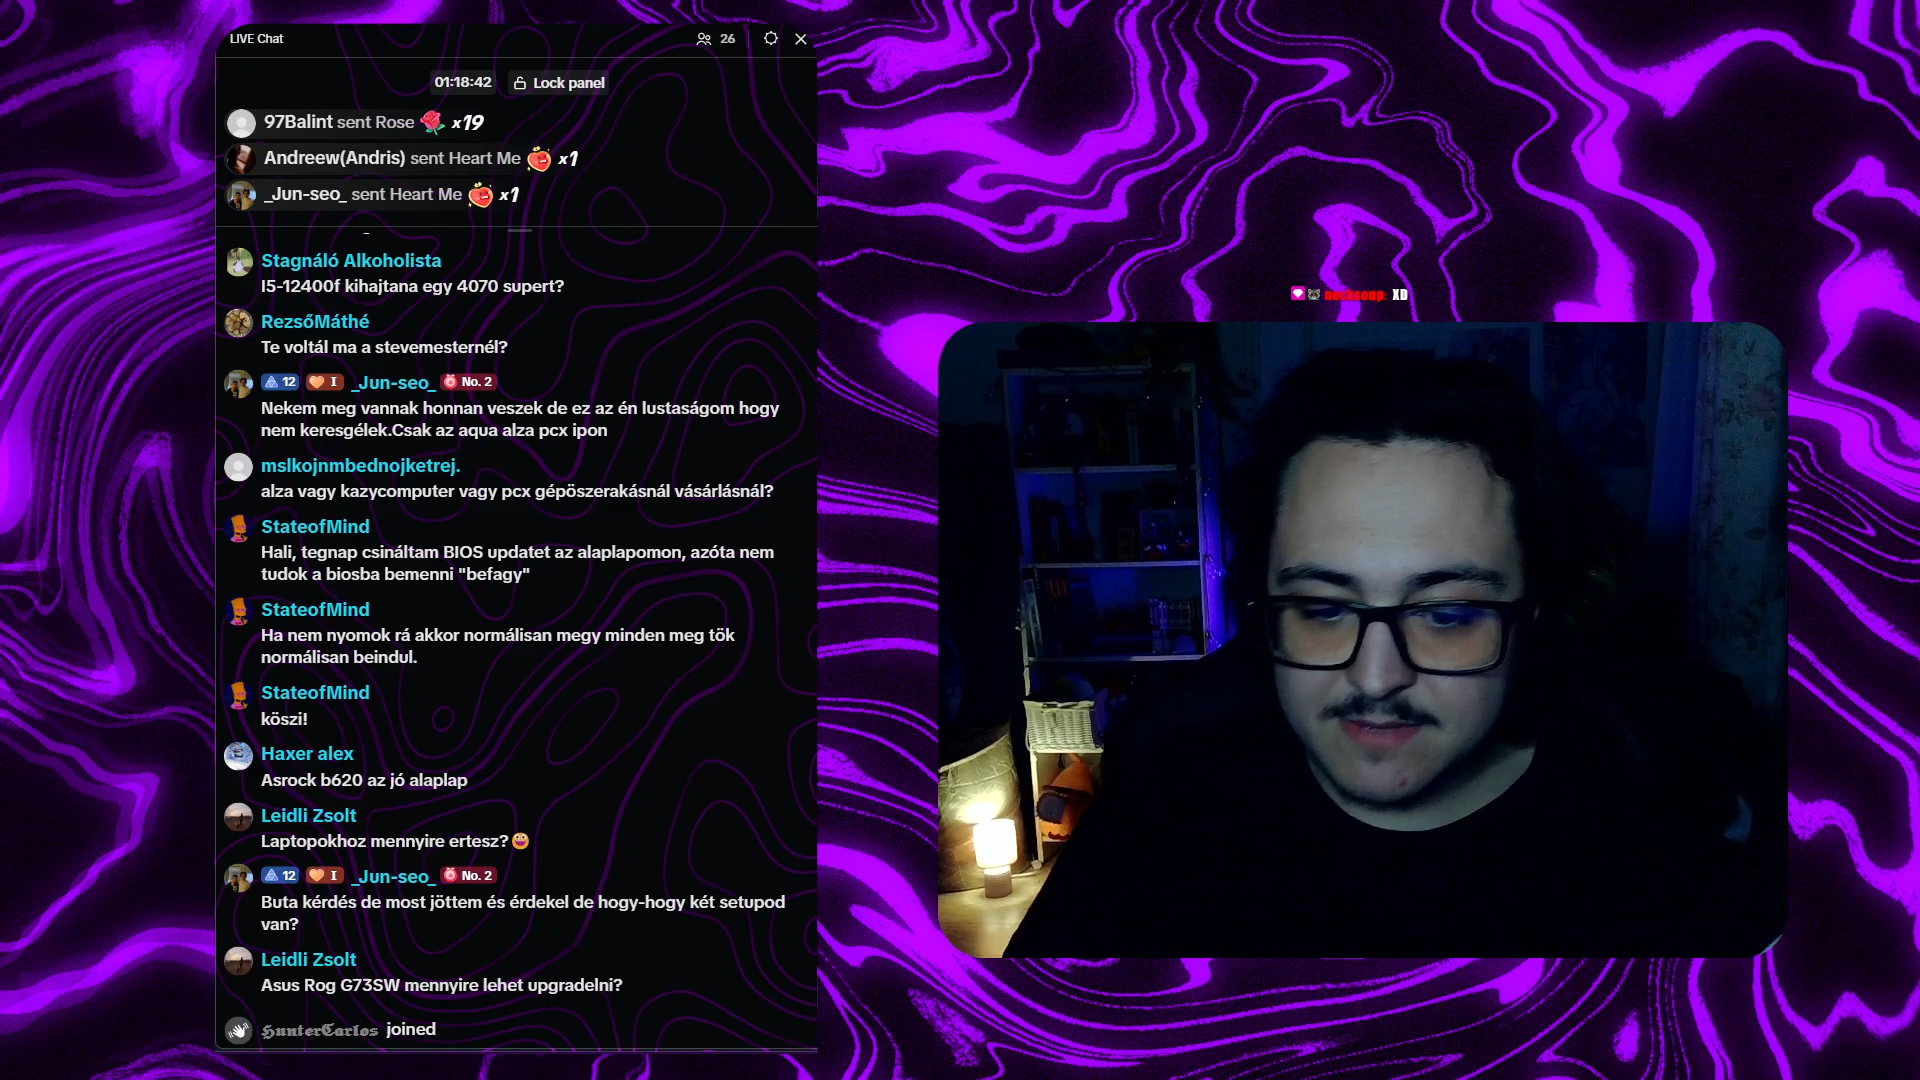 LIVE Chat
26
01:18:42
Lock panel
97Balint sent Rose x19
Andreew(Andris) sent Heart Me x1
_Jun-seo_ sent Heart Me x1
Stagnáló Alkoholista
I5-12400f kihajtana egy 4070 supert?
RezsőMáthé
Te voltál ma a stevemesternél?
12 I _Jun-seo_ No. 2
Nekem meg vannak honnan veszek de ez az én lustaságom hogy
nem keresgélek.Csak az aqua alza pcx ipon
mslkojnmbednojketrej.
alza vagy kazycomputer vagy pcx gépöszerakásnál vásárlásnál?
StateofMind
Hali, tegnap csináltam BIOS updatet az alaplapomon, azóta nem
tudok a biosba bemenni "befagy"
StateofMind
Ha nem nyomok rá akkor normálisan megy minden meg tök
normálisan beindul.
StateofMind
köszi!
Haxer alex
Asrock b620 az jó alaplap
Leidli Zsolt
Laptopokhoz mennyire ertesz?
12 I _Jun-seo_ No. 2
Buta kérdés de most jöttem és érdekel de hogy-hogy két setupod
van?
Leidli Zsolt
Asus Rog G73SW mennyire lehet upgradelni?
HunterCarlos joined
necksoup: XD